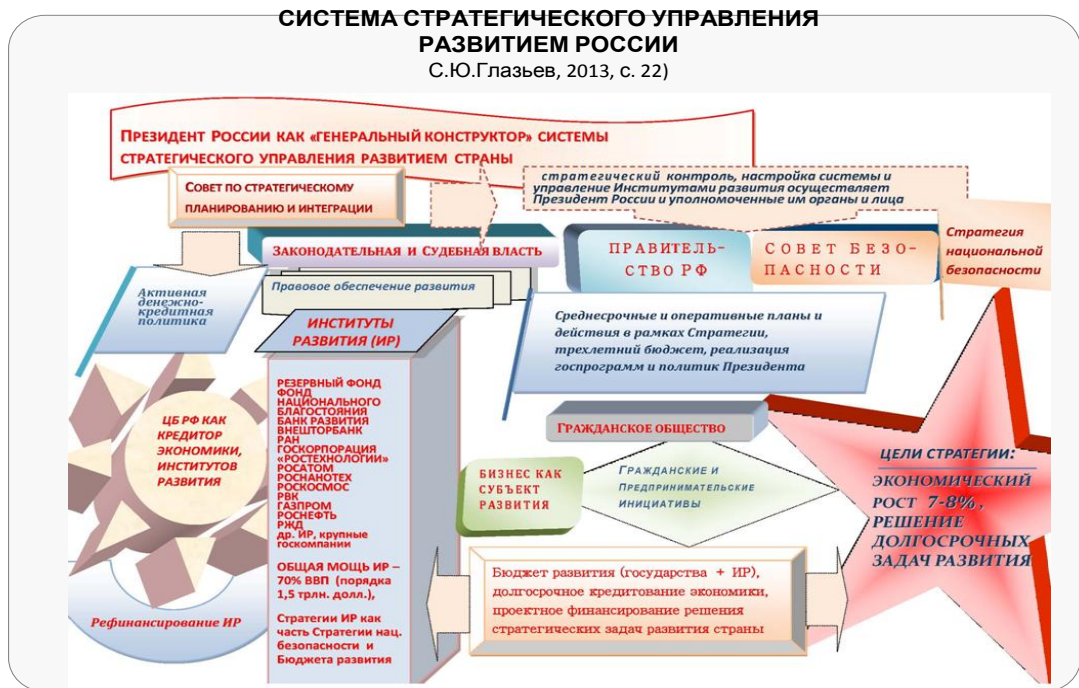 СИСТЕМА СТРАТЕГИЧЕСКОГО УПРАВЛЕНИЯ
РАЗВИТИЕМ РОССИИ
С.Ю.Глазьев, 2013, с. 22)
ПРЕЗИДЕНТ РОССИИ КАК «ГЕНЕРАЛЬНЫЙ КОНСТРУКТОР» СИСТЕМЫ
СТРАТЕГИЧЕСКОГО УПРАВЛЕНИЯ РАЗВИТИЕМ СТРАНЫ
СОВЕТ ПО СТРАТЕГИЧЕСКОМУ
ПЛАНИРОВАНИЮ И ИНТЕГРАЦИИ
стратегический контроль, настройка системы и
управление Институтами развития осуществляет
Президент России и уполномоченные им органы и лица
ЗАКОНОДАТЕЛЬНАЯ И СУДЕБНАЯ ВЛАСТЬ
ПРАВИТЕЛЬ-
СТВО РФ
СОВЕТ БЕЗО-
ПАСНОСТИ
Стратегия
национальной
безопасности
Активная
денежно-
кредитная
политика
Правовое обеспечение развития
ИНСТИТУТЫ
РАЗВИТИЯ (ИР)
Среднесрочные и оперативные планы и
действия в рамках Стратегии,
трехлетний бюджет, реализация
госпрограмм и политик Президента
ЦБ РФ КАК
КРЕДИТОР
ЭКОНОМИКИ,
ИНСТИТУТОВ
РАЗВИТИЯ
Рефинансирование ИР
РЕЗЕРВНЫЙ ФОНД
ФОНД
НАЦИОНАЛЬНОГО
БЛАГОСТОЯНИЯ
БАНК РАЗВИТИЯ
ВНЕШТОРБАНК
РАН
ГОСКОРПОРАЦИЯ
«РОСТЕХНОЛОГИИ»
РОСАТОМ
РОСНАНОТЕХ
РОСКОСМОС
РВК
ГАЗПРОМ
РОСНЕФТЬ
РЖД
др. ИР, крупные
госкомпании
ОБЩАЯ МОЩЬ ИР –
70% ВВП (порядка
1,5 трлн. долл.),
Стратегии ИР как
часть Стратегии нац.
безопасности и
Бюджета развития
ГРАЖДАНСКОЕ ОБЩЕСТВО
БИЗНЕС КАК
СУБЪЕКТ
РАЗВИТИЯ
ГРАЖДАНСКИЕ И
ПРЕДПРИНИМАТЕЛЬСКИЕ
ИНИЦИАТИВЫ
ЦЕЛИ СТРАТЕГИИ:
ЭКОНОМИЧЕСКИЙ
РОСТ 7-8% ,
РЕШЕНИЕ
ДОЛГОСРОЧНЫХ
ЗАДАЧ РАЗВИТИЯ
Бюджет развития (государства + ИР),
долгосрочное кредитование экономики,
проектное финансирование решения
стратегических задач развития страны